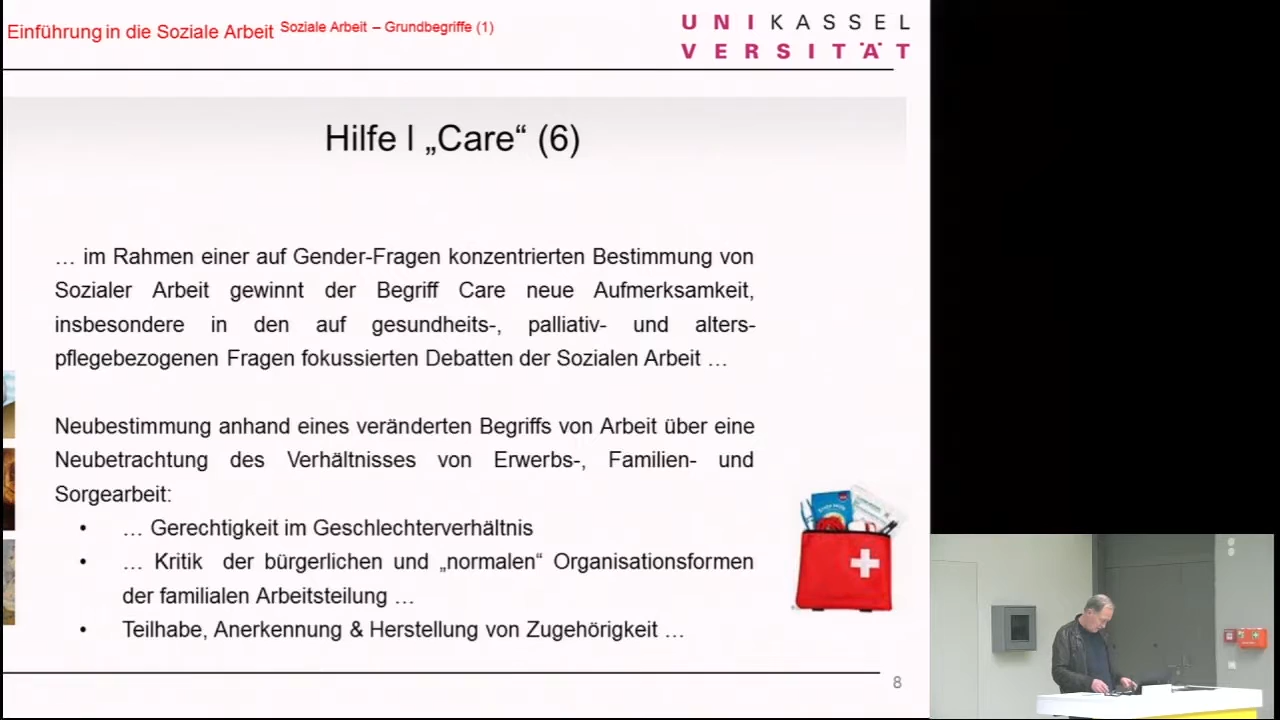 Einführung in die Soziale Arbeit Soziale Arbeit – Grundbegriffe (1)
UNIKASSEL
VERSITÄT
Hilfe I „Care“ (6)
… im Rahmen einer auf Gender-Fragen konzentrierten Bestimmung von
Sozialer Arbeit gewinnt der Begriff Care neue Aufmerksamkeit,
insbesondere in den auf gesundheits-, palliativ- und alters-
pflegebezogenen Fragen fokussierten Debatten der Sozialen Arbeit …
Neubestimmung anhand eines veränderten Begriffs von Arbeit über eine
Neubetrachtung des Verhältnisses von Erwerbs-, Familien- und
Sorgearbeit:
• … Gerechtigkeit im Geschlechterverhältnis
• … Kritik der bürgerlichen und „normalen“ Organisationsformen
der familialen Arbeitsteilung …
• Teilhabe, Anerkennung & Herstellung von Zugehörigkeit …
8